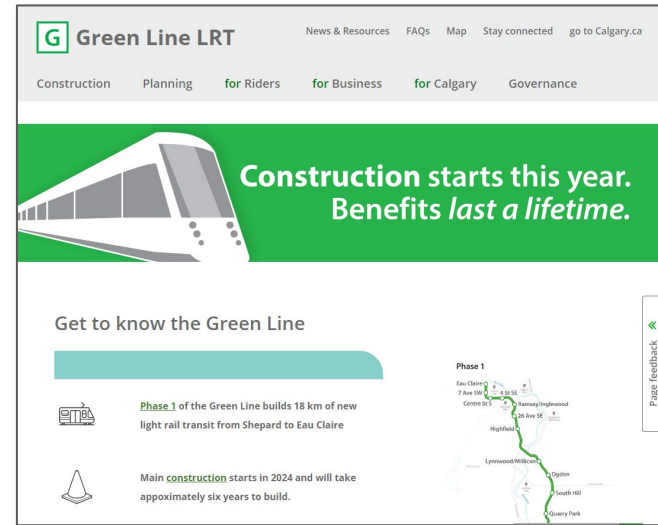 G Green Line LRT
News & Resources FAQs Map Stay connected go to Calgary.ca
Construction Planning for Riders for Business for Calgary Governance
Construction starts this year.
Benefits last a lifetime.
Get to know the Green Line
Phase 1 of the Green Line builds 18 km of new
light rail transit from Shepard to Eau Claire
Main construction starts in 2024 and will take
appoximately six years to build.
Phase 1
Eau Claire
7 Ave SW
4 St SE
Centre St S
Ramsay/Inglewood
26 Ave SE
Highfield
Lynnwood/Millican
Ogden
South Hill
Quarry Park
Page feedback